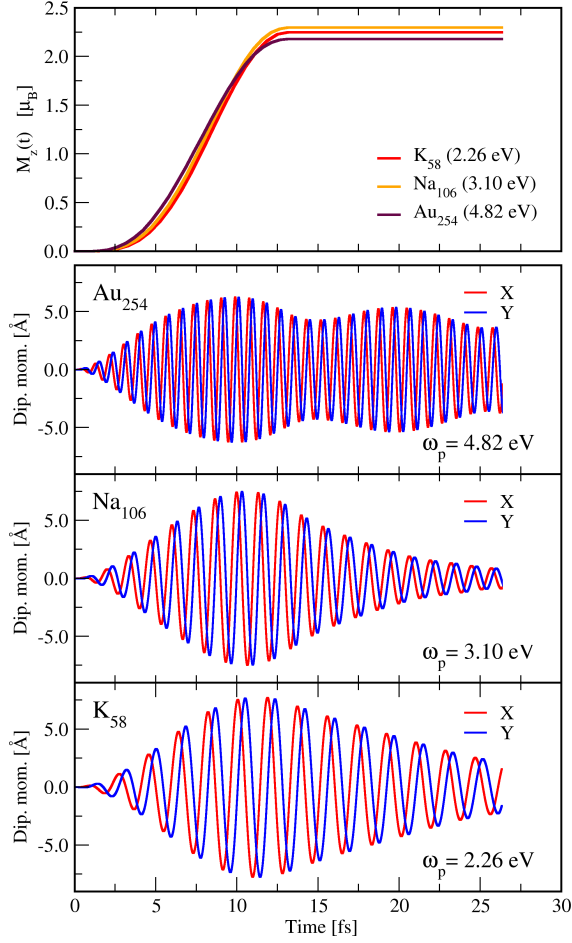 2.5
2.0
1.5
1.0
0.5
0.0
M_z(t) [μ_B]
K_58 (2.26 eV)
Na_106 (3.10 eV)
Au_254 (4.82 eV)
Au_254
X
Y
5.0
0.0
-5.0
Dip. mom. [Å]
ω_p= 4.82 eV
Na_106
X
Y
5.0
0.0
-5.0
Dip. mom. [Å]
ω_p= 3.10 eV
K_58
X
Y
5.0
0.0
-5.0
Dip. mom. [Å]
ω_p= 2.26 eV
0 5 10 15 20 25 30
Time [fs]